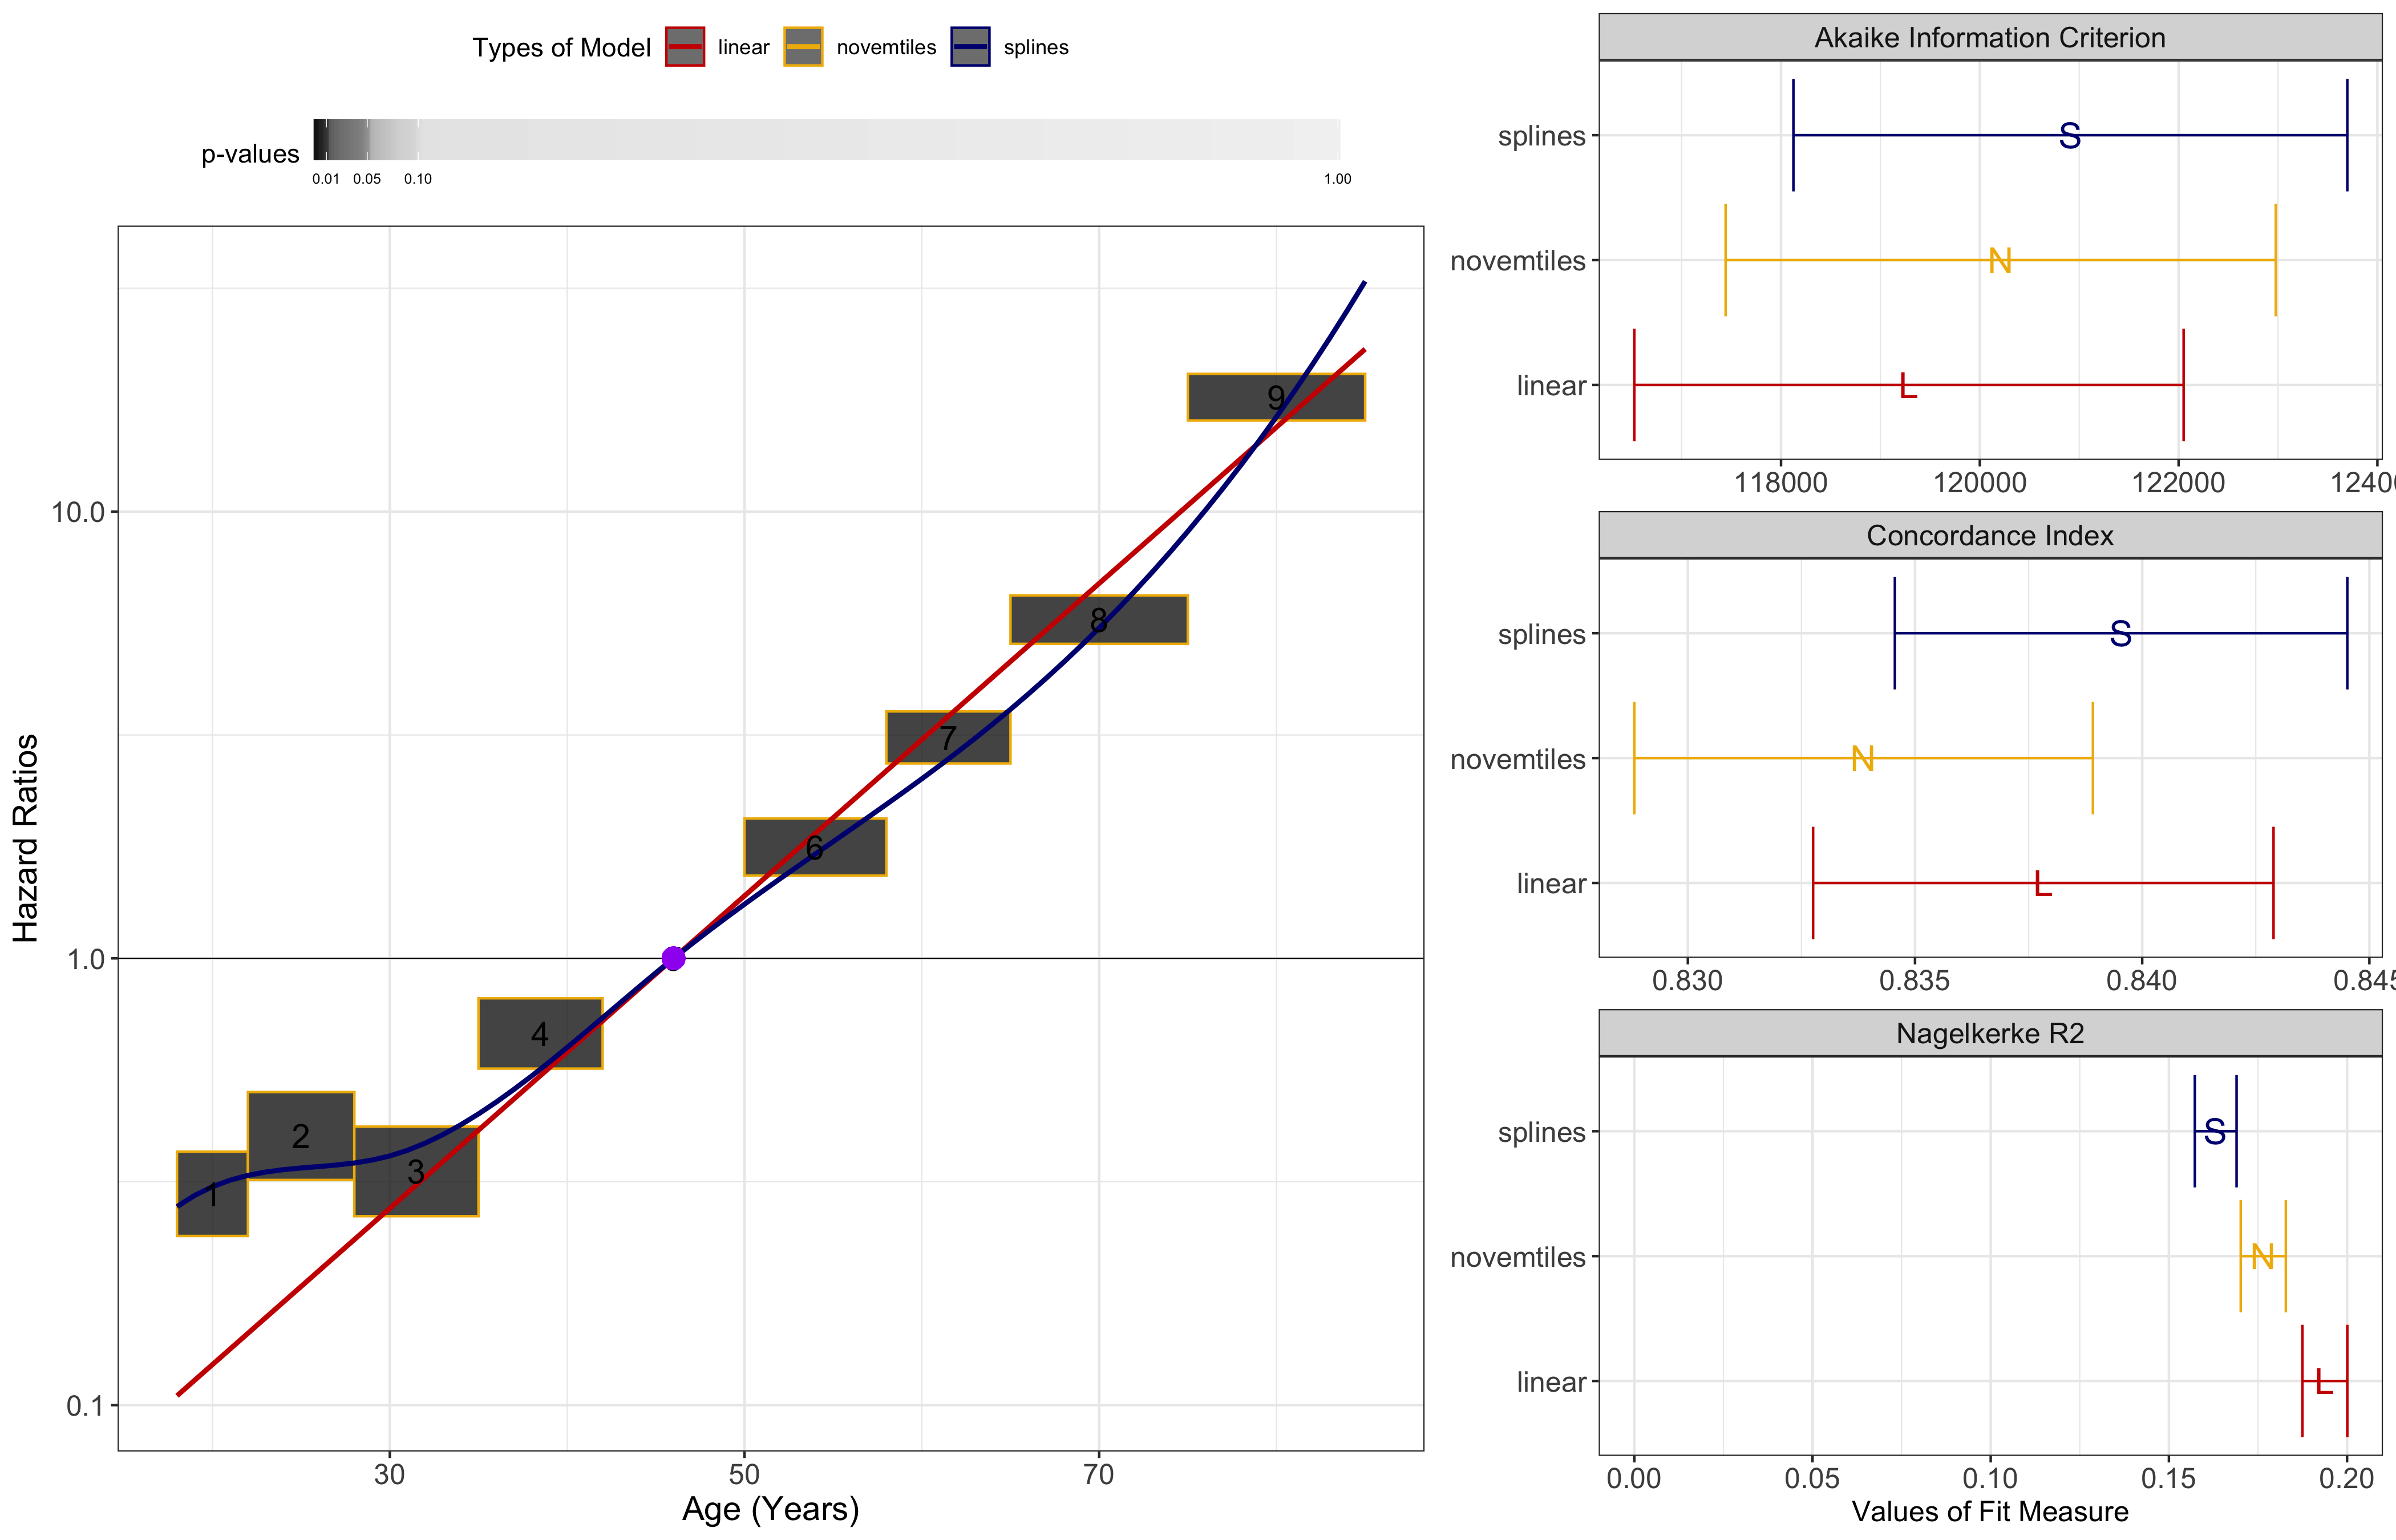 Types of Model linear novemtiles splines
p-values
0.01 0.05 0.10 1.00
Hazard Ratios
10.0
1.0
0.1
9
8
7
6
4
2
3
1
30 50 70
Age (Years)
Akaike Information Criterion
splines S
novemtiles N
linear L
118000 120000 122000 12400
Concordance Index
splines S
novemtiles N
linear L
0.830 0.835 0.840 0.845
Nagelkerke R2
splines S
novemtiles N
linear L
0.00 0.05 0.10 0.15 0.20
Values of Fit Measure